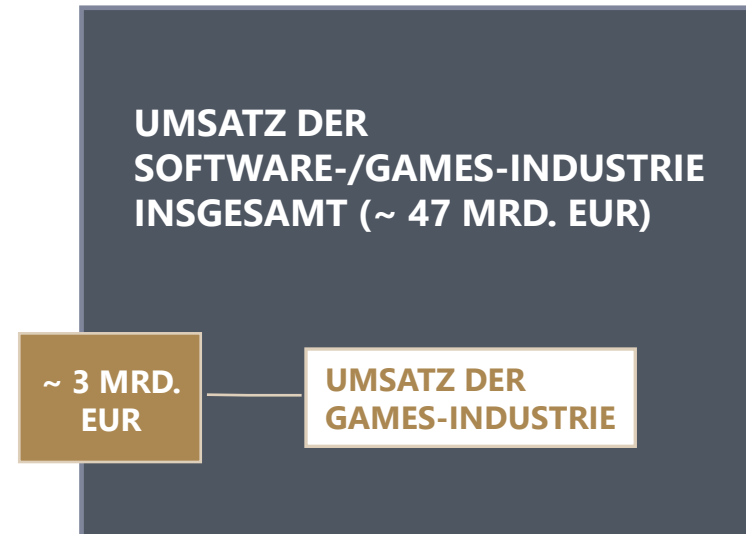 UMSATZ DER
SOFTWARE-/GAMES-INDUSTRIE
INSGESAMT (~ 47 MRD. EUR)
~ 3 MRD.
EUR
UMSATZ DER
GAMES-INDUSTRIE